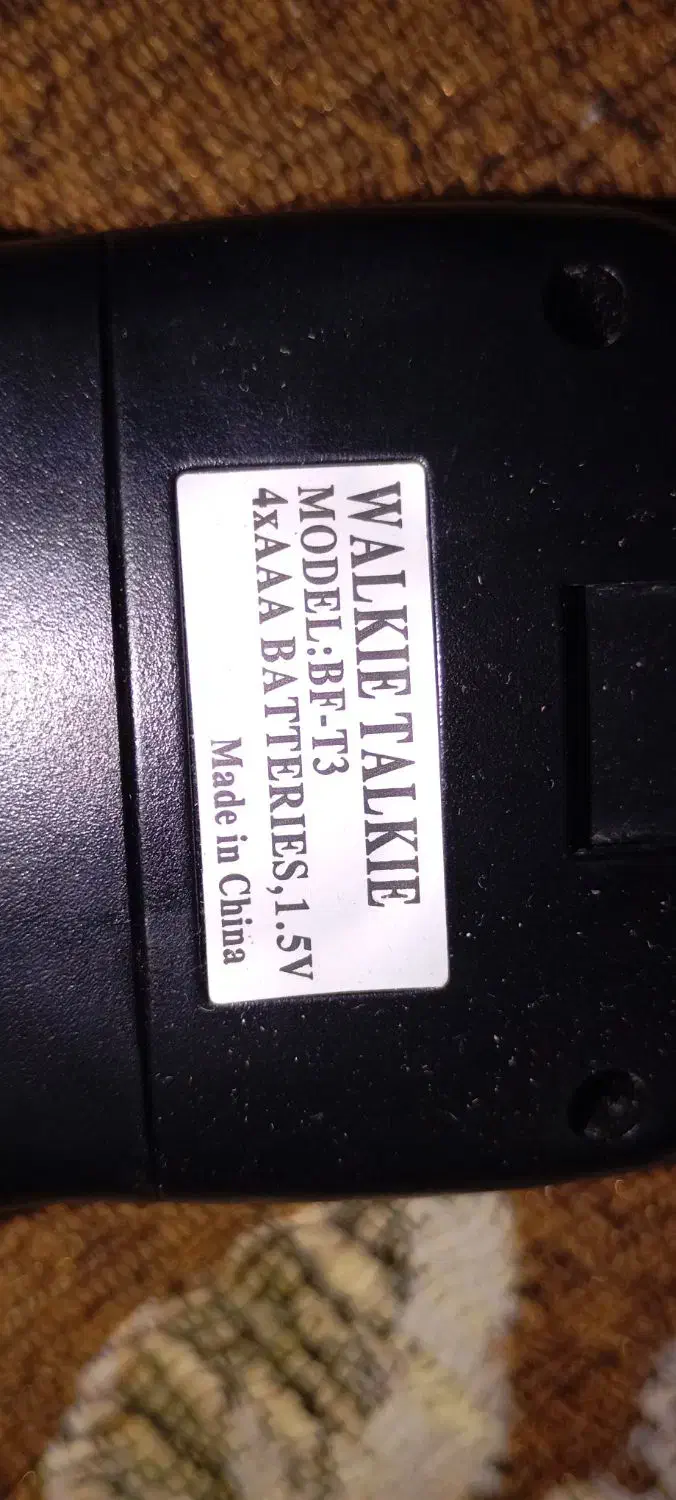 WALKIE TALKIE
MODEL:BF-T3
4xAAA BATTERIES,1.5V
Made in China